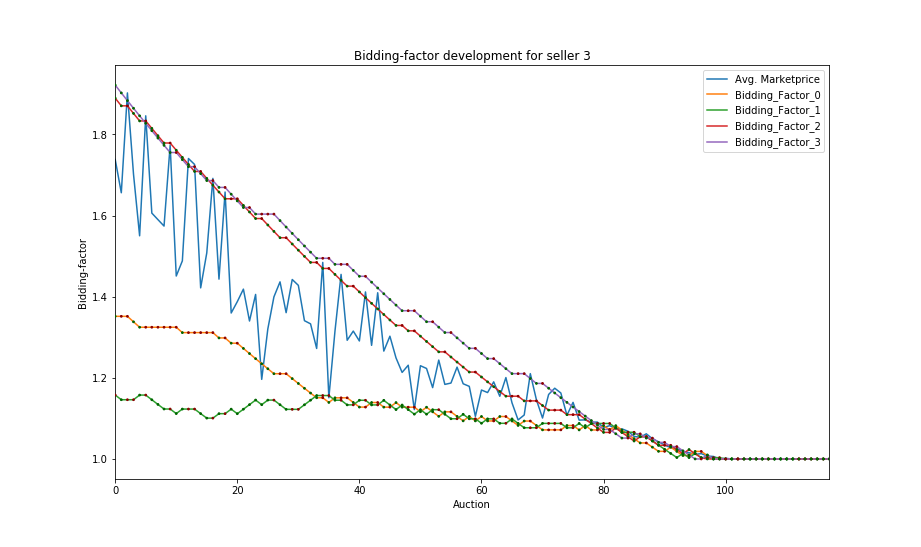 Bidding-factor development for seller 3
Avg. Marketprice
Bidding_Factor_0
Bidding_Factor_1
Bidding_Factor_2
Bidding_Factor_3
Bidding-factor
1.8
1.6
1.4
1.2
1.0
0 20 40 60 80 100
Auction